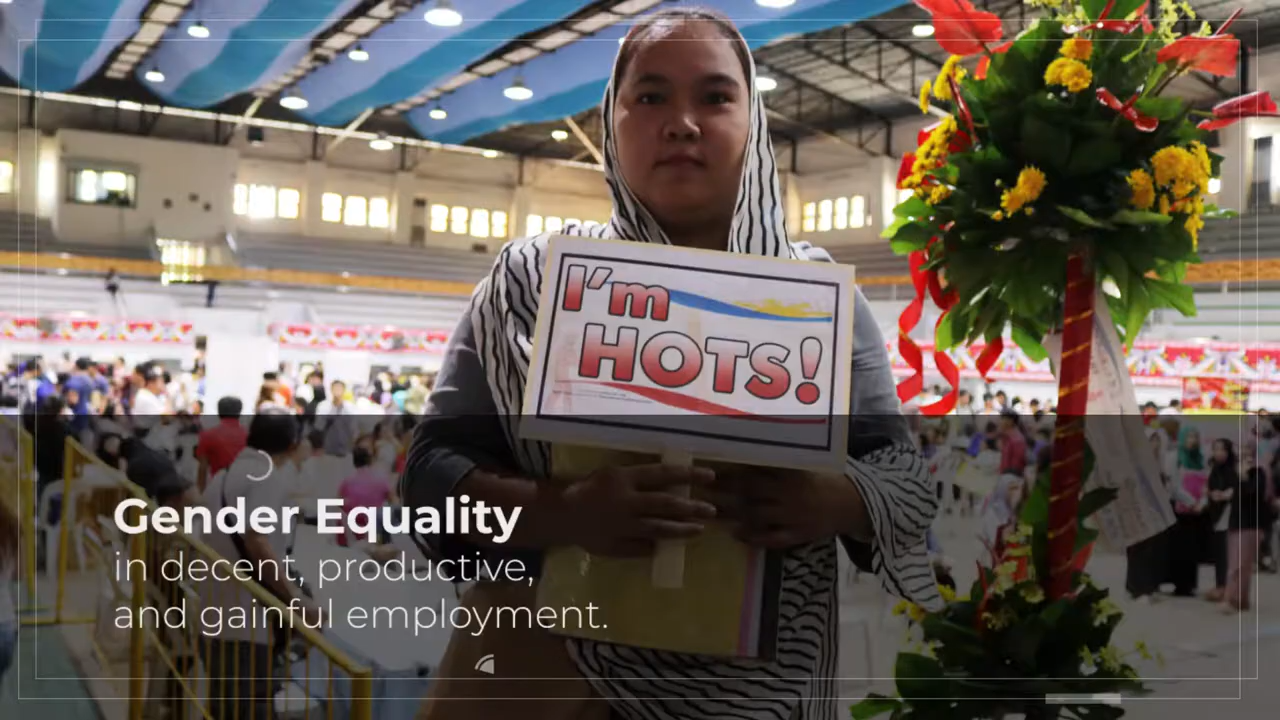 I'm
HOTS!
Gender Equality
in decent, productive,
and gainful employment.